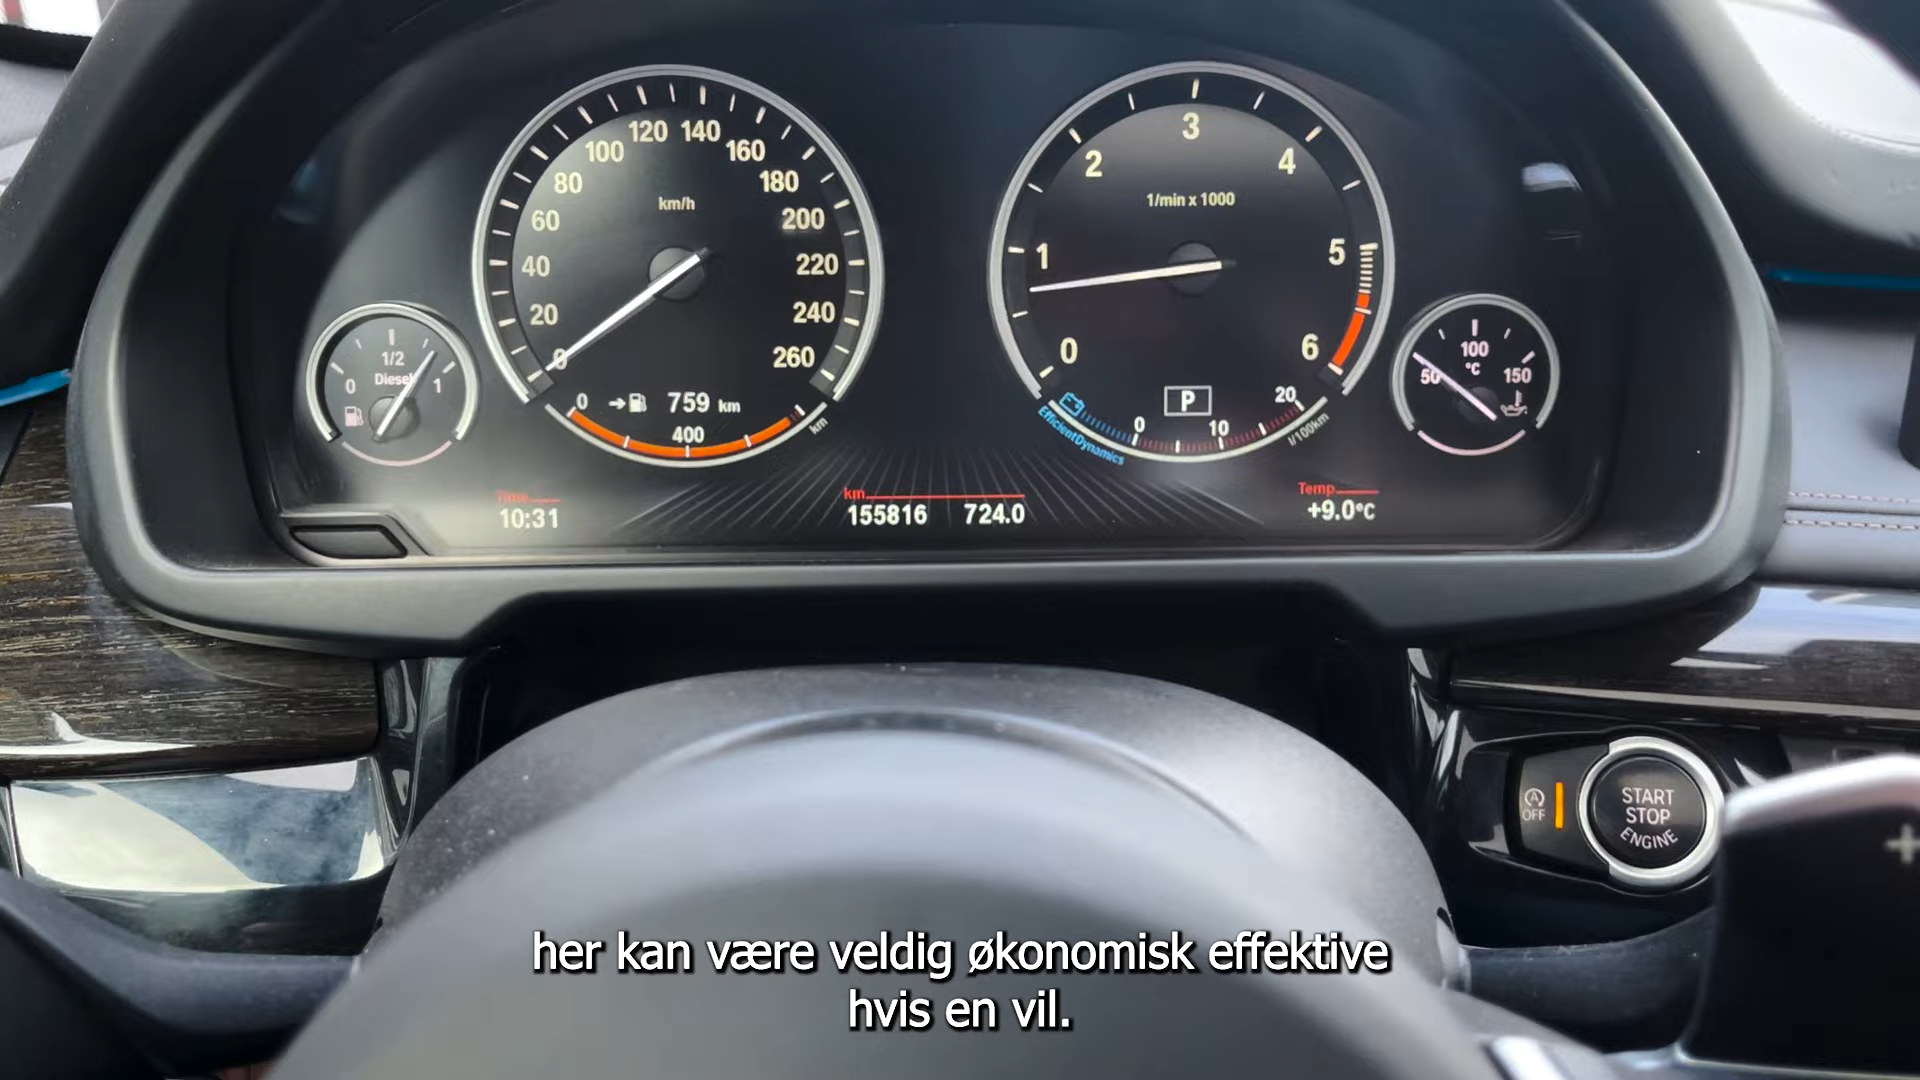 120 140
100 160
80 180
60 200
km/h
40 220
20 240
0 260
0 759 km
400
km
3
2 4
1/min x 1000
1 5
0 6
P
0 10 20
l/100km
EfficientDynamics
1/2
Diesel
0 1
100
°C
50 150
Time
10:31
km
155816 724.0
Temp
+9.0°C
A
OFF
START
STOP
ENGINE
+
her kan være veldig økonomisk effektive
hvis en vil.